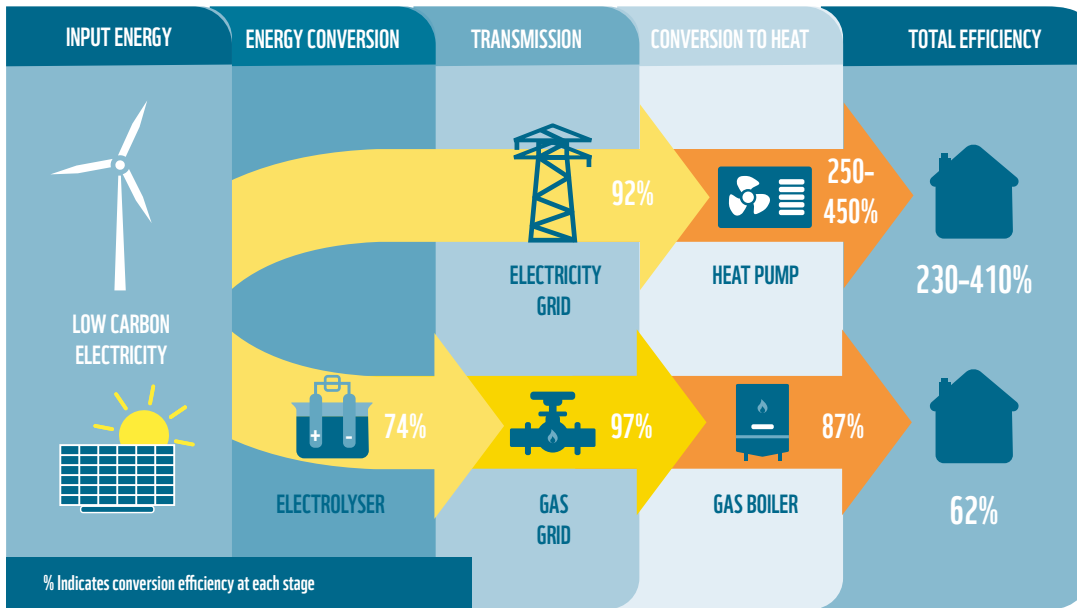 INPUT ENERGY
ENERGY CONVERSION
TRANSMISSION
CONVERSION TO HEAT
TOTAL EFFICIENCY
LOW CARBON
ELECTRICITY
92%
ELECTRICITY
GRID
250–
450%
HEAT PUMP
230–410%
+
-
74%
ELECTROLYSER
97%
GAS
GRID
87%
GAS BOILER
62%
% Indicates conversion efficiency at each stage